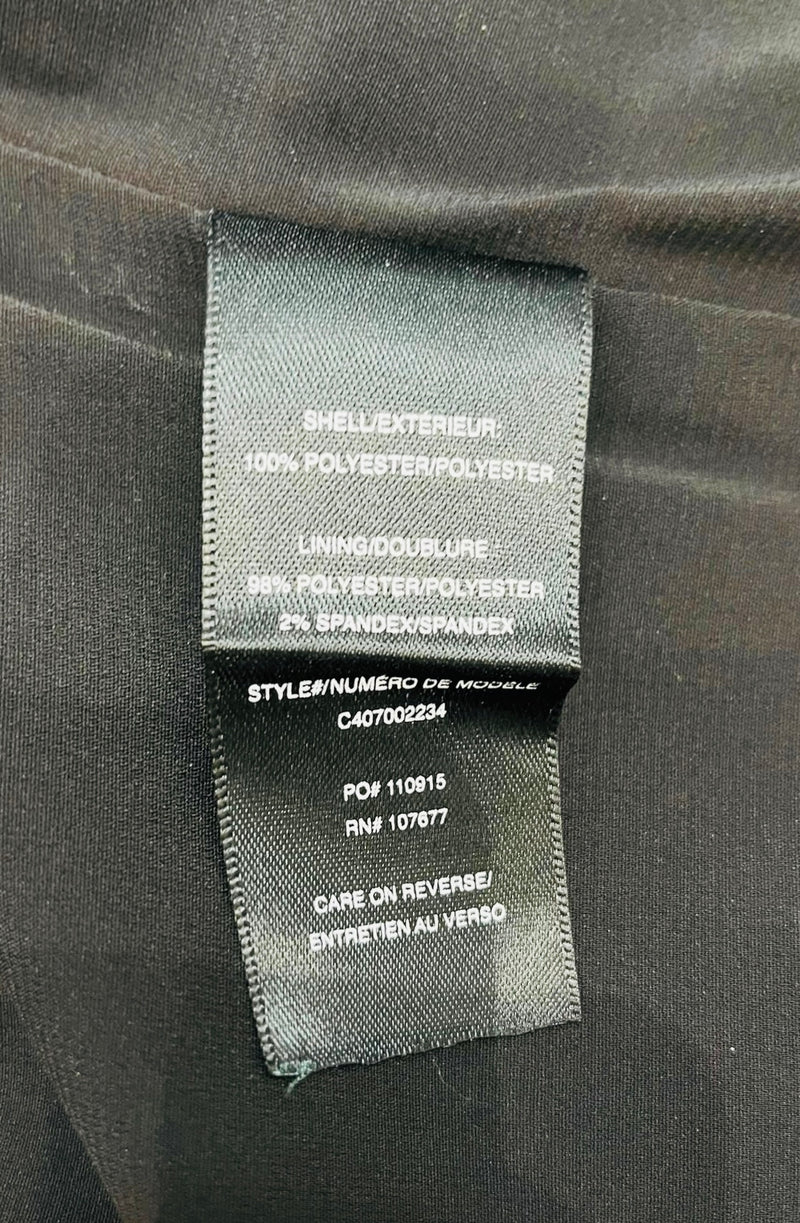 SHELL/EXTÉRIEUR
100% POLYESTER/POLYESTER
LINING/DOUBLURE
98% POLYESTER/POLYESTER
2% SPANDEX/SPANDEX
STYLE#/NUMÉRO DE MODÈLE
C407002234
PO# 110915
RN# 107677
CARE ON REVERSE/
ENTRETIEN AU VERSO